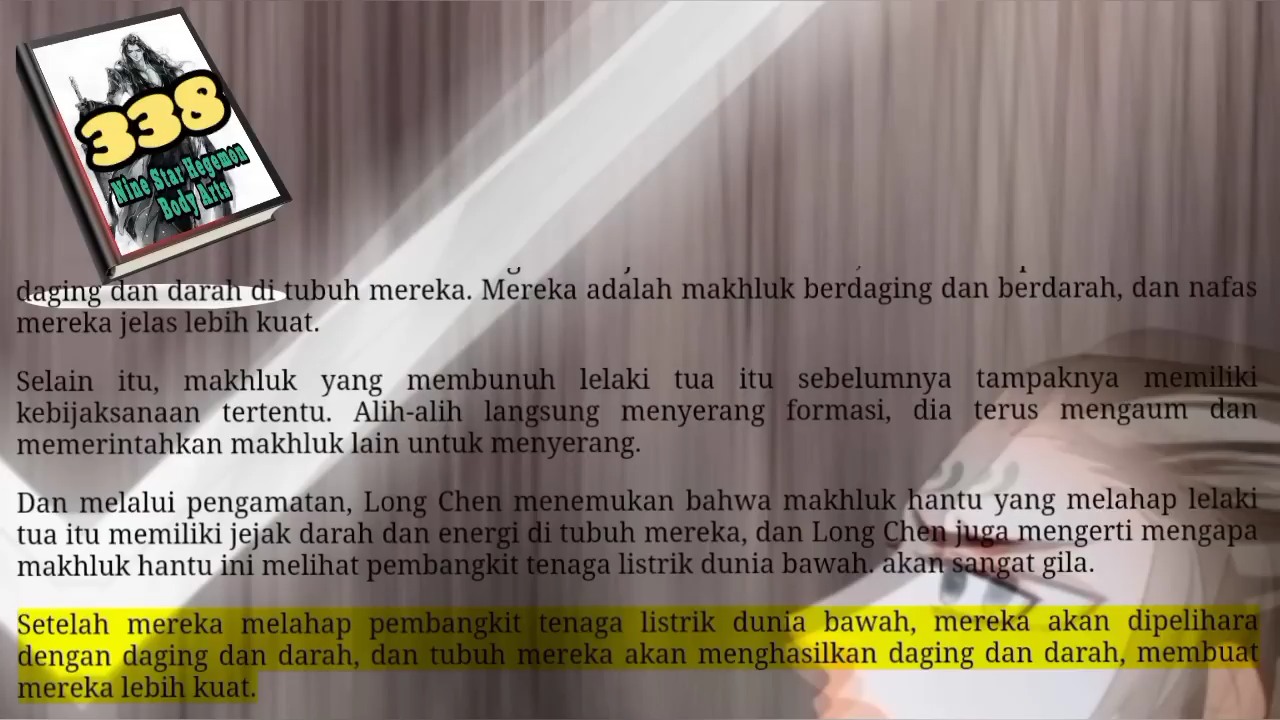 338
Nine Star Hegemon
Body Arts
daging dan darah di tubuh mereka. Mereka adalah makhluk berdaging dan berdarah, dan nafas
mereka jelas lebih kuat.
Selain itu, makhluk yang membunuh lelaki tua itu sebelumnya tampaknya memiliki
kebijaksanaan tertentu. Alih-alih langsung menyerang formasi, dia terus mengaum dan
memerintahkan makhluk lain untuk menyerang.
Dan melalui pengamatan, Long Chen menemukan bahwa makhluk hantu yang melahap lelaki
tua itu memiliki jejak darah dan energi di tubuh mereka, dan Long Chen juga mengerti mengapa
makhluk hantu ini melihat pembangkit tenaga listrik dunia bawah. akan sangat gila.
Setelah mereka melahap pembangkit tenaga listrik dunia bawah, mereka akan dipelihara
dengan daging dan darah, dan tubuh mereka akan menghasilkan daging dan darah, membuat
mereka lebih kuat.